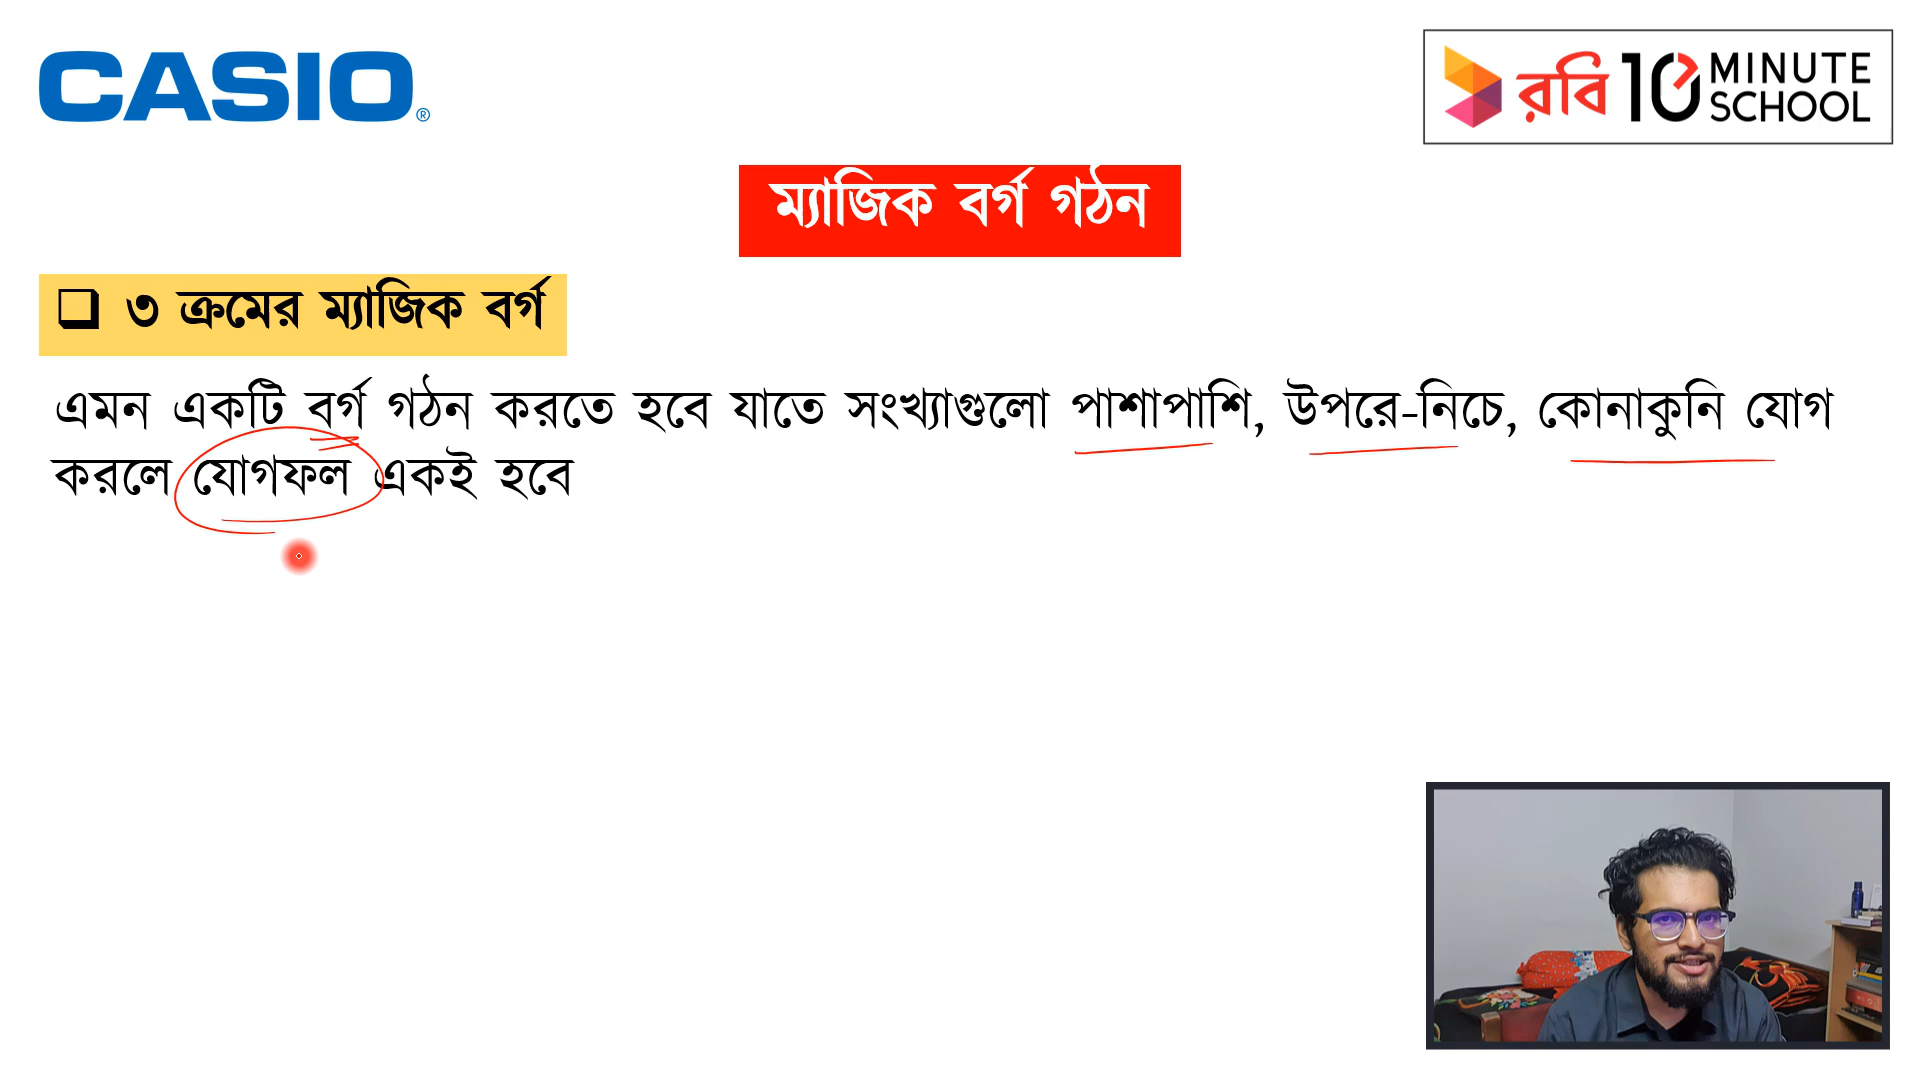 CASIO®
রবি 10 MINUTE SCHOOL
ম্যাজিক বর্গ গঠন
❑ ৩ ক্রমের ম্যাজিক বর্গ
এমন একটি বর্গ গঠন করতে হবে যাতে সংখ্যাগুলো পাশাপাশি, উপরে-নিচে, কোনাকুনি যোগ
করলে যোগফল একই হবে